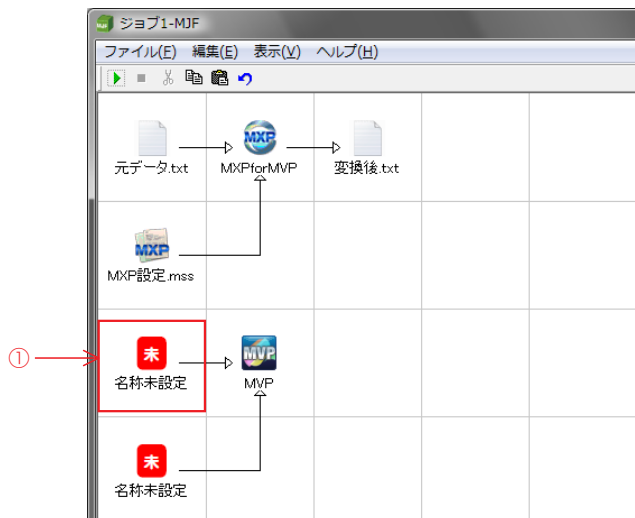 ジョブ1-MJF
ファイル(F) 編集(E) 表示(V) ヘルプ(H)
MXP
元データ.txt MXPforMVP 変換後.txt
MXP
MXP設定.mss
① 未 MVP
名称未設定 MVP
未
名称未設定